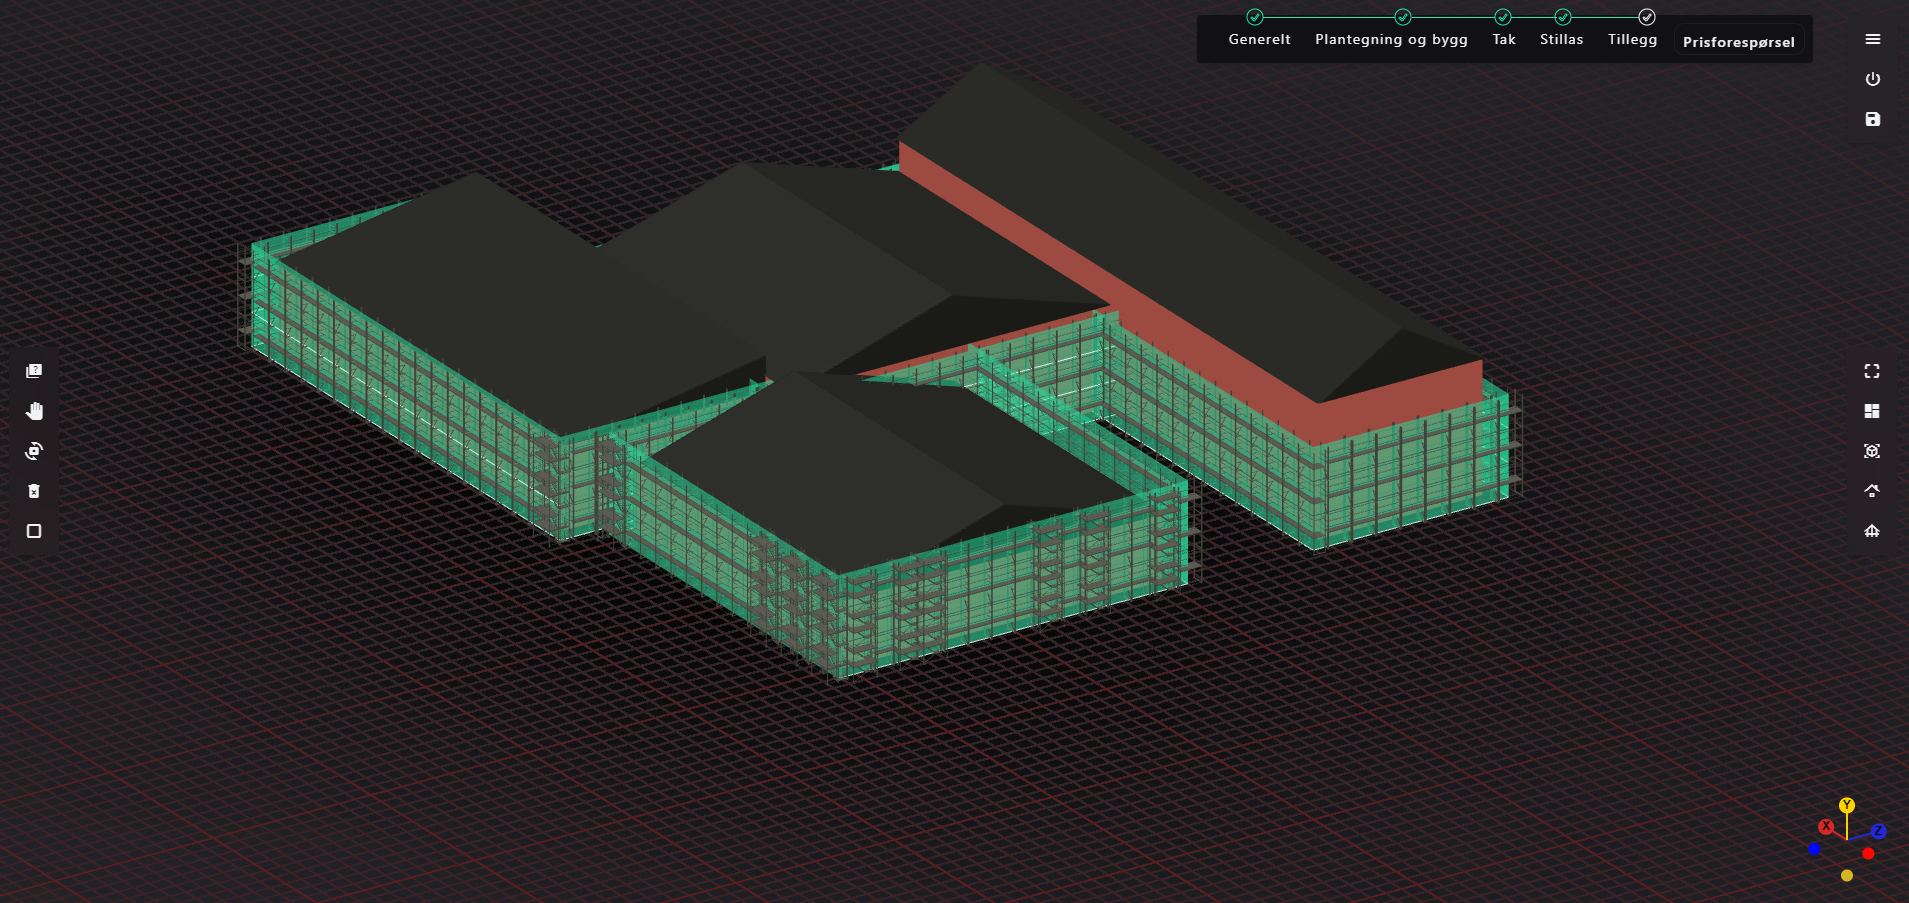 Generelt
Plantegning og bygg
Tak
Stillas
Tillegg
Prisforespørsel
?
Y
X
Z